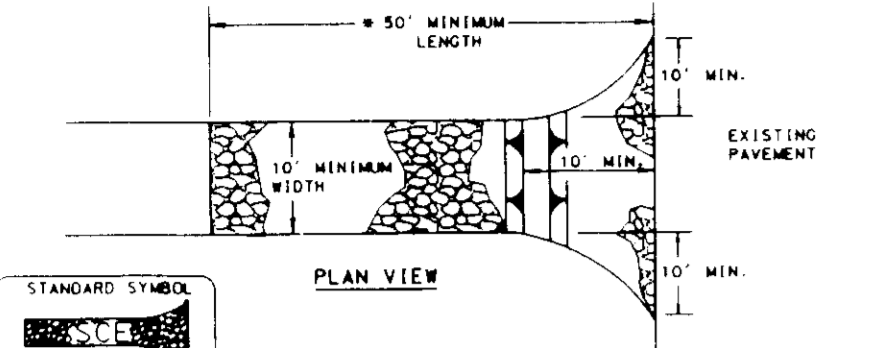 * 50' MINIMUM
LENGTH
10' MIN.
EXISTING
PAVEMENT
10' MINIMUM
WIDTH
10' MIN.
10' MIN.
PLAN VIEW
STANDARD SYMBOL
SCE